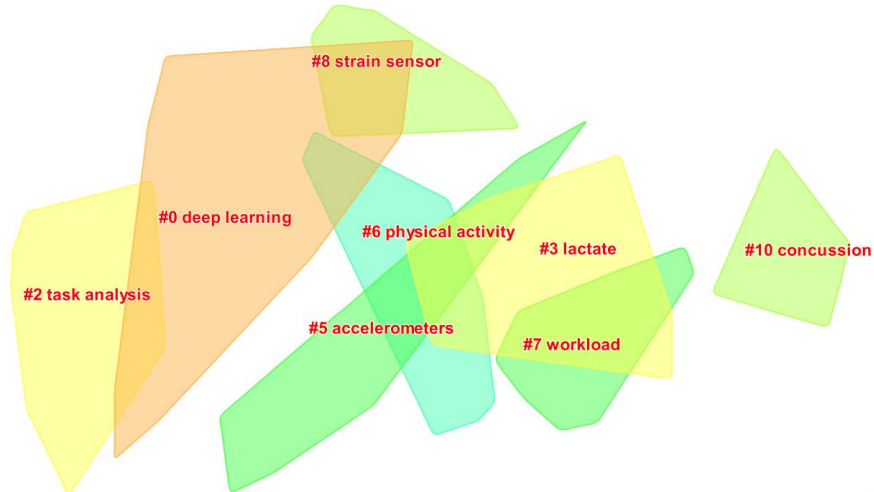 #8 strain sensor
#0 deep learning
#6 physical activity
#3 lactate
#10 concussion
#2 task analysis
#5 accelerometers
#7 workload